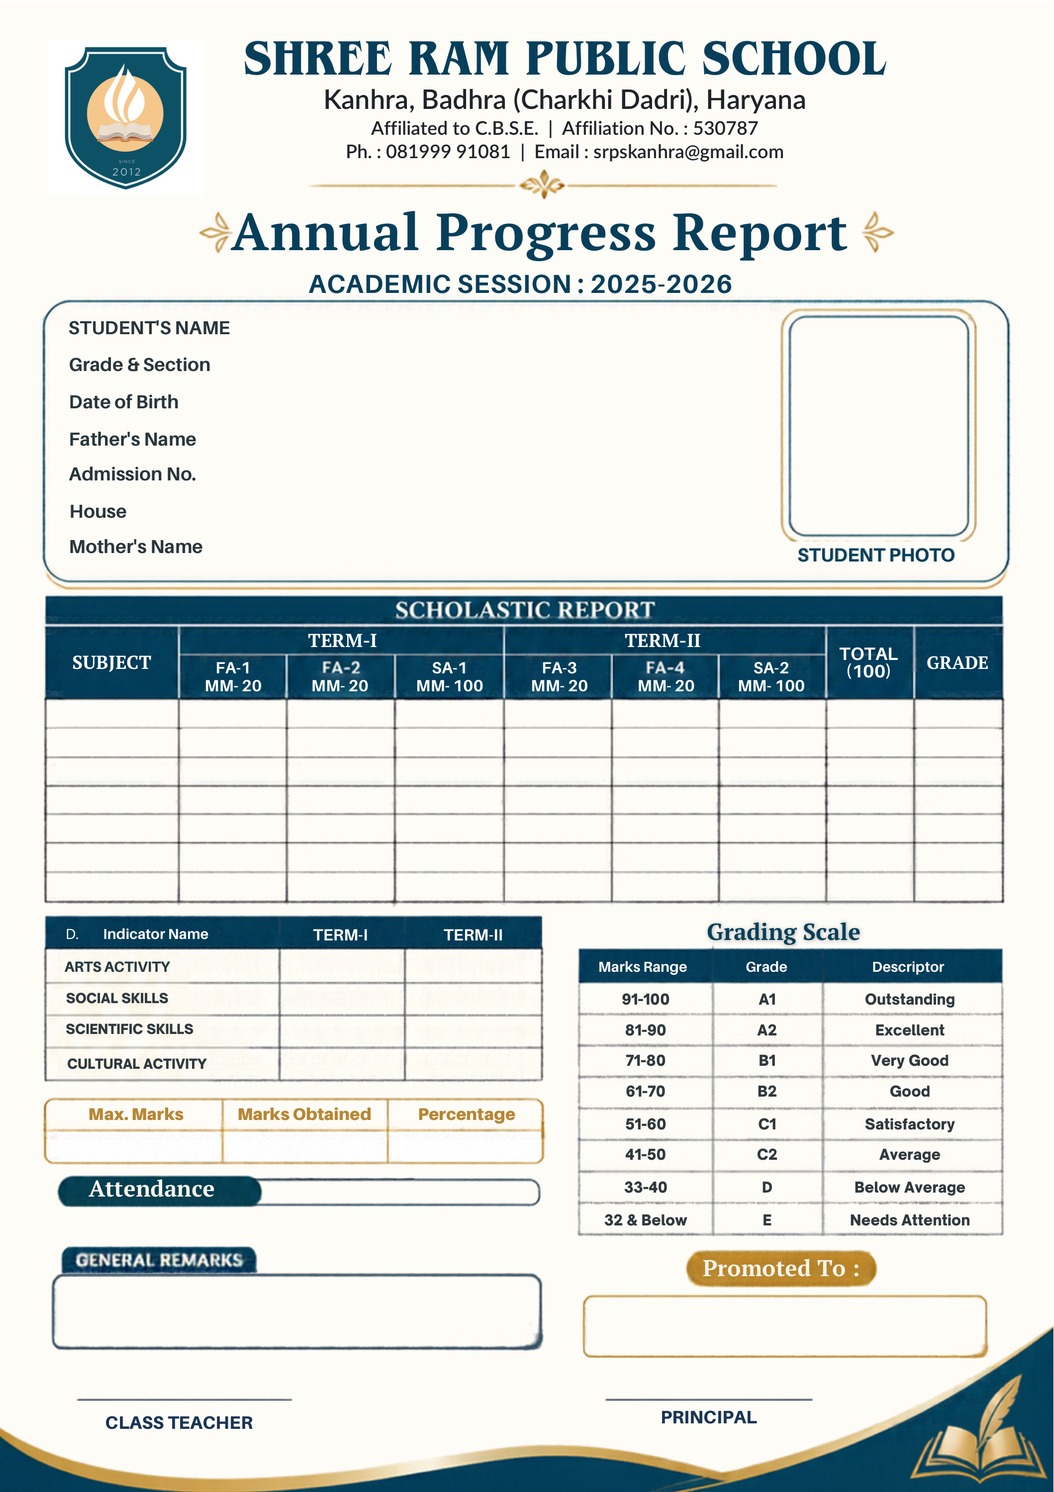 SINCE
2012
SHREE RAM PUBLIC SCHOOL
Kanhra, Badhra (Charkhi Dadri), Haryana
Affiliated to C.B.S.E. | Affiliation No. : 530787
Ph. : 081999 91081 | Email : srpskanhra@gmail.com
Annual Progress Report
ACADEMIC SESSION : 2025-2026
STUDENT'S NAME
Grade & Section
Date of Birth
Father's Name
Admission No.
House
Mother's Name
STUDENT PHOTO
SCHOLASTIC REPORT
SUBJECT TERM-I TERM-II TOTAL (100) GRADE
FA-1 FA-2 SA-1 FA-3 FA-4 SA-2
MM- 20 MM- 20 MM- 100 MM- 20 MM- 20 MM- 100
D. Indicator Name TERM-I TERM-II
ARTS ACTIVITY
SOCIAL SKILLS
SCIENTIFIC SKILLS
CULTURAL ACTIVITY
Max. Marks Marks Obtained Percentage
Attendance
GENERAL REMARKS
Grading Scale
Marks Range Grade Descriptor
91-100 A1 Outstanding
81-90 A2 Excellent
71-80 B1 Very Good
61-70 B2 Good
51-60 C1 Satisfactory
41-50 C2 Average
33-40 D Below Average
32 & Below E Needs Attention
Promoted To :
CLASS TEACHER
PRINCIPAL